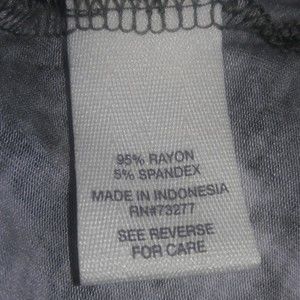 95% RAYON
5% SPANDEX
MADE IN INDONESIA
RN#73277
SEE REVERSE
FOR CARE